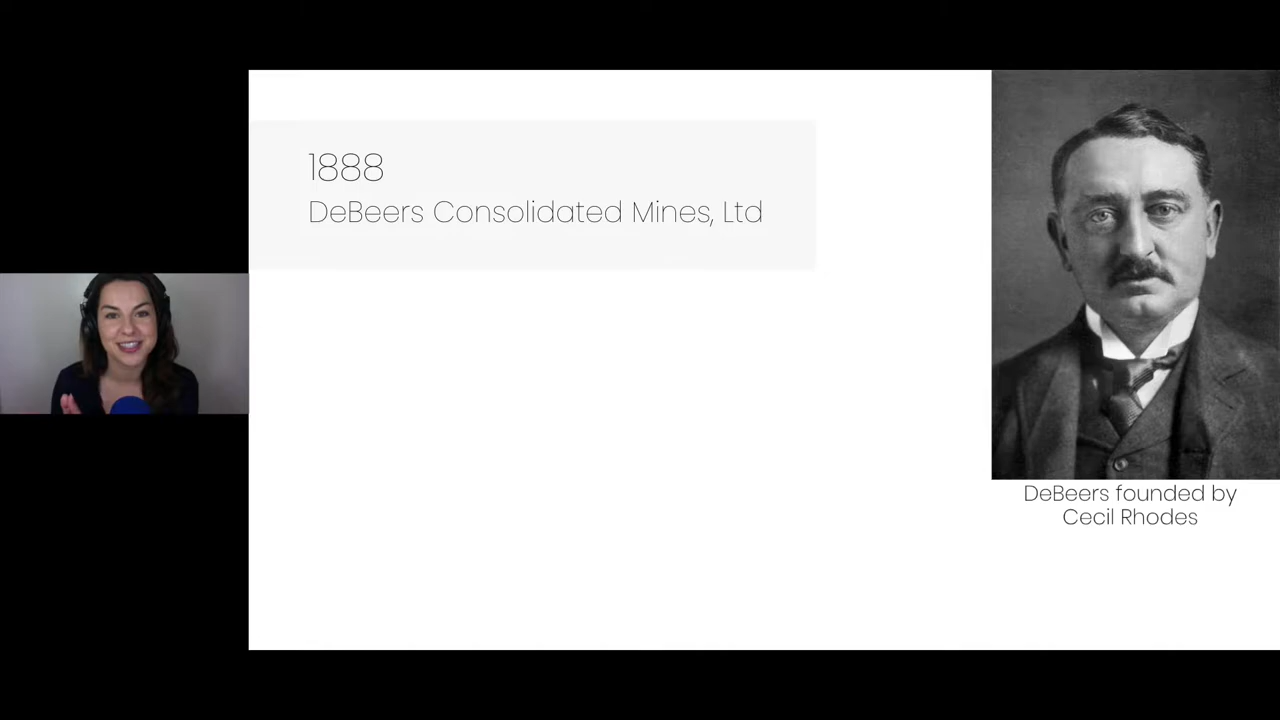 1888
DeBeers Consolidated Mines, Ltd
DeBeers founded by
Cecil Rhodes